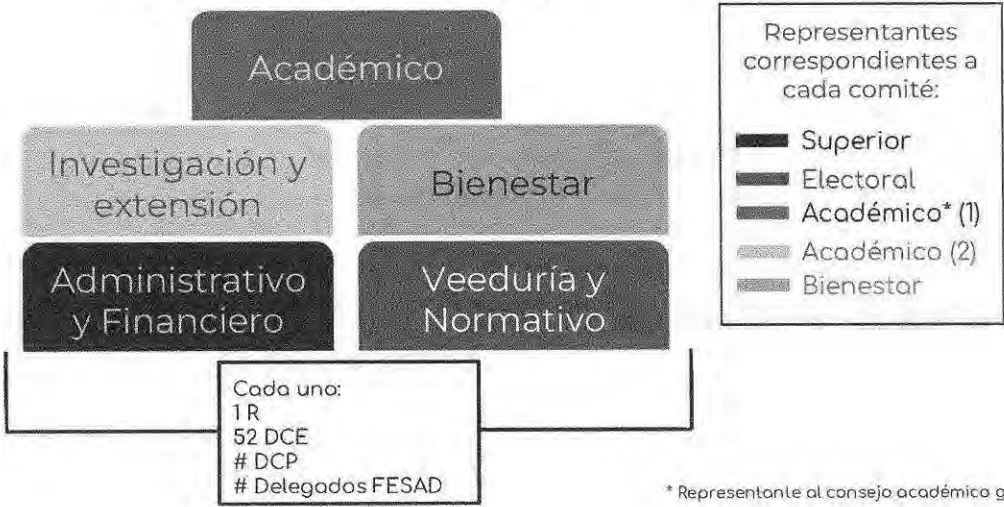 Académico
Investigación y
extensión
Bienestar
Administrativo
y Financiero
Veeduría y
Normativo
Cada uno:
1 R
52 DCE
# DCP
# Delegados FESAD
Representantes
correspondientes a
cada comité:
Superior
Electoral
Académico* (1)
Académico (2)
Bienestar
* Representante al consejo académico g